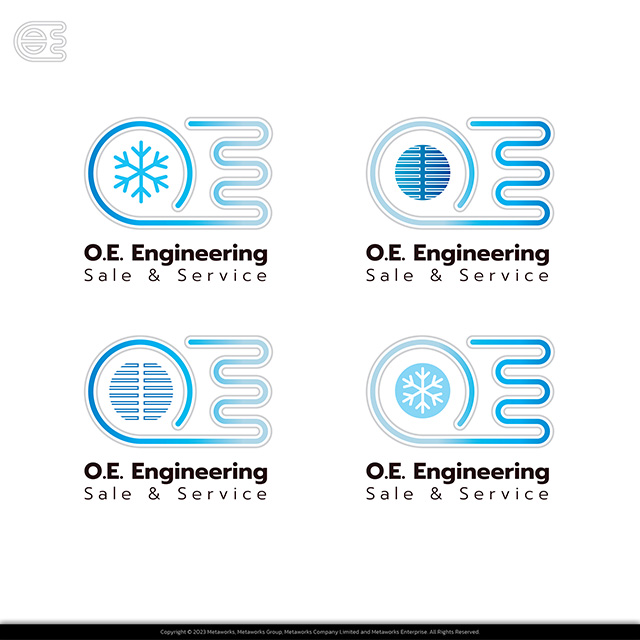 O.E. Engineering
Sale & Service
O.E. Engineering
Sale & Service
O.E. Engineering
Sale & Service
O.E. Engineering
Sale & Service
Copyright © 2023 Metaworks, Metaworks Group, Metaworks Company Limited and Metaworks Enterprise. All Rights Reserved.